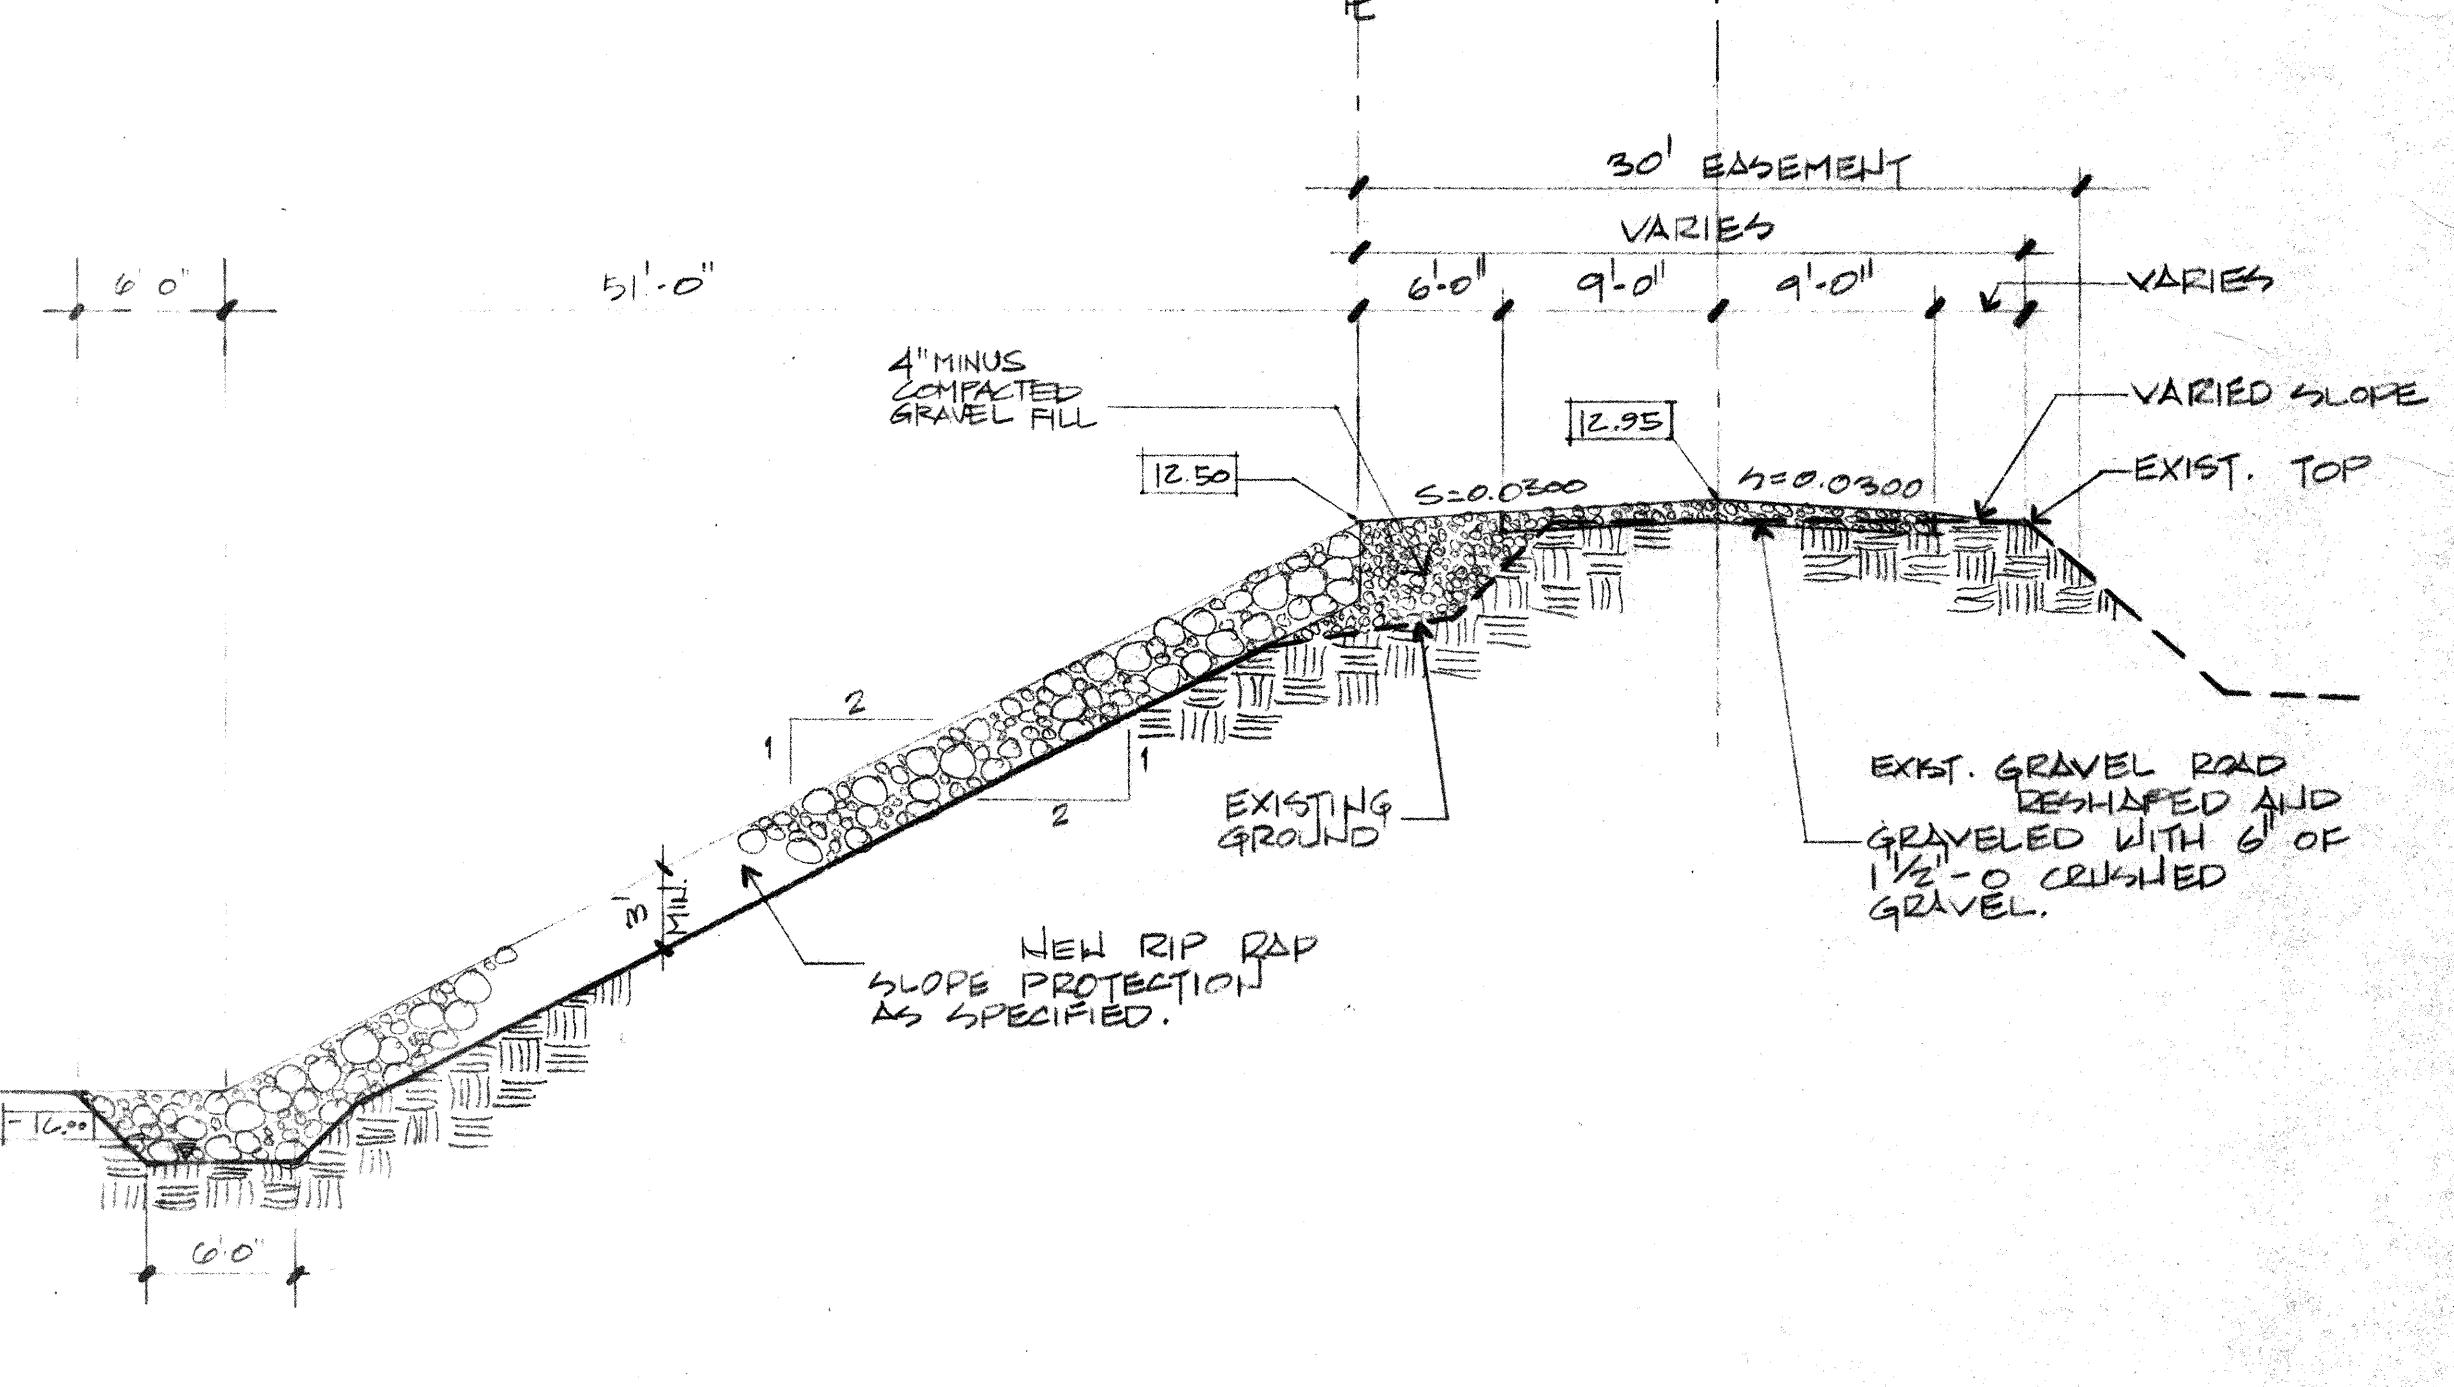 PL
30' EASEMENT
VARIES
6' 0"
51'-0"
6'-0"
9'-0"
9'-0"
VARIES
4" MINUS
COMPACTED
GRAVEL FILL
12.95
VARIED SLOPE
12.50
S=0.0300
S=0.0300
EXIST. TOP
2
1
1
2
EXISTING
GROUND
EXIST. GRAVEL ROAD
RESHAPED AND
GRAVELED WITH 6" OF
1 1/2"-0 CRUSHED
GRAVEL.
3' MIN.
NEW RIP RAP
SLOPE PROTECTION
AS SPECIFIED.
-16.00
6'-0"